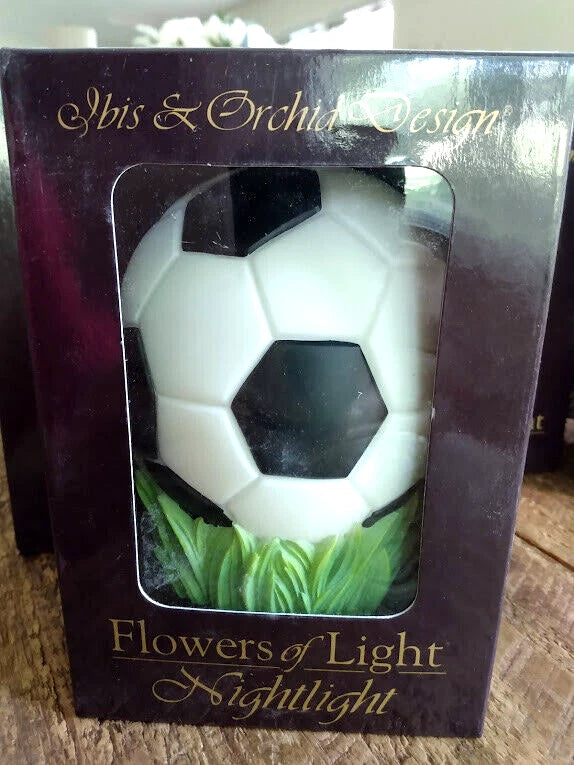 Ibis & Orchid Design®
Flowers of Light
Nightlight